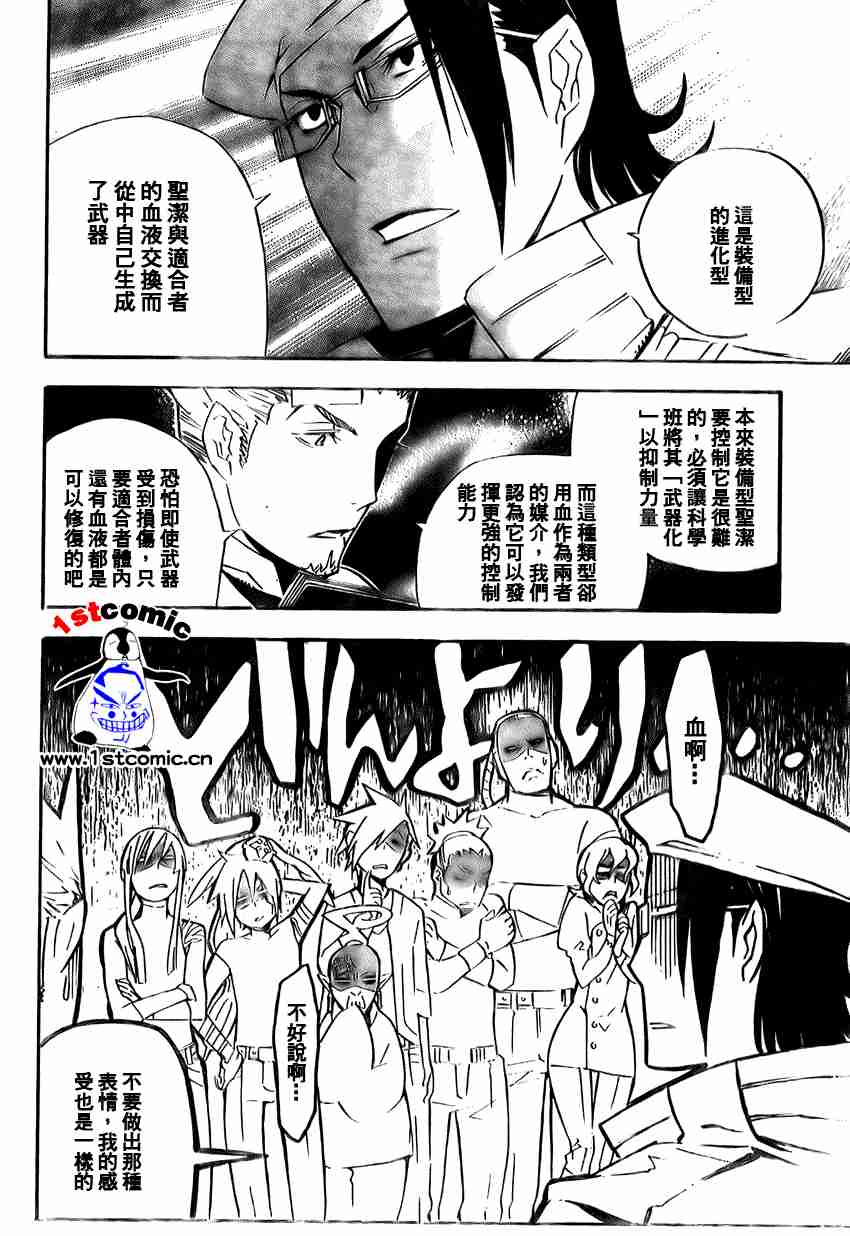 這是裝備型
的進化型
聖潔與適合者
的血液交換而
從中自己生成
了武器
本來裝備型聖潔
要控制它是很難
的，必須讓科學
班將其「武器化
」以抑制力量
而這種類型卻
用血作為兩者
的媒介，我們
認為它可以發
揮更強的控制
能力
恐怕即使武器
受到損傷，只
要適合者體內
還有血液都是
可以修復的吧
1stcomic
www.1stcomic.cn
どんより
血啊…
不好說啊…
不要做出那種
表情，我的感
受也是一樣的